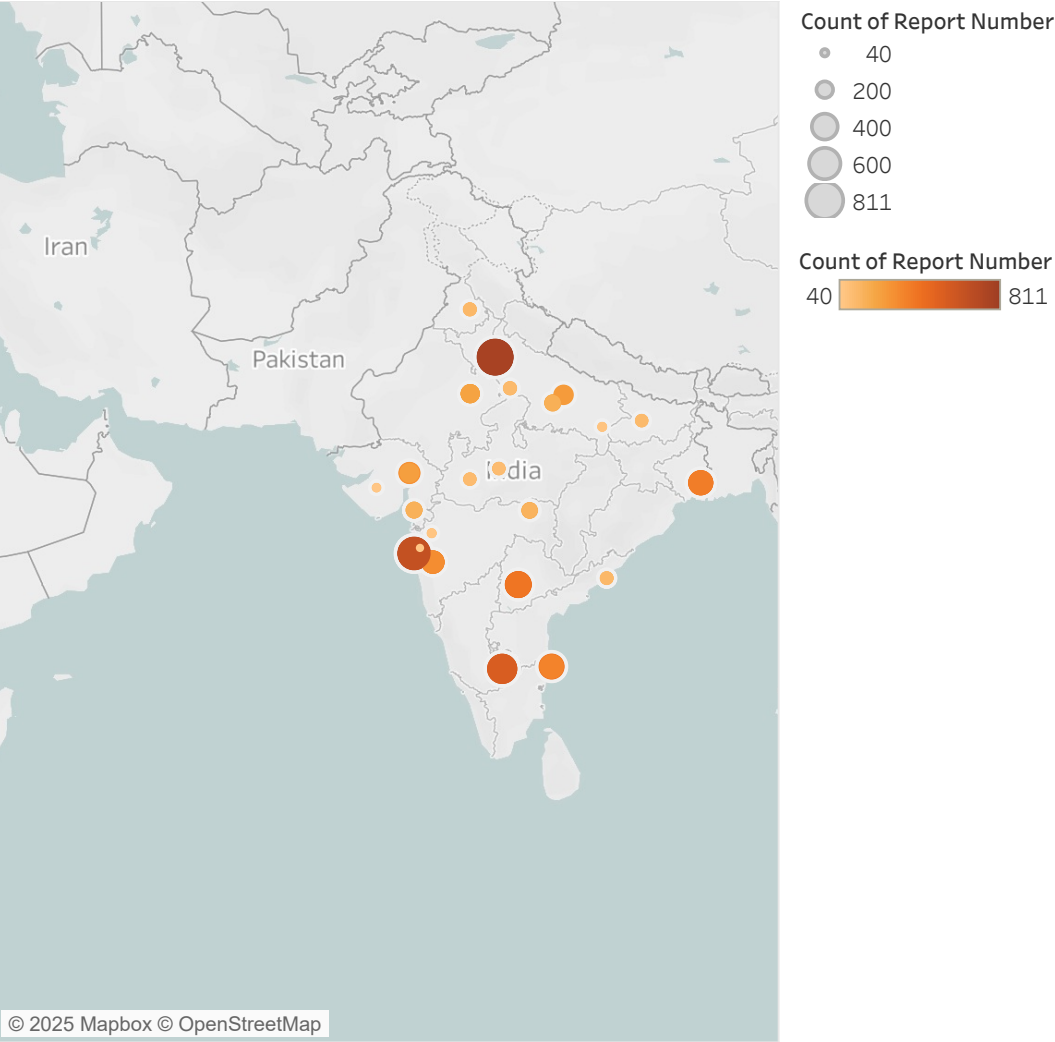 Count of Report Number
40
200
400
600
811
Count of Report Number
40 811
Iran
Pakistan
India
© 2025 Mapbox © OpenStreetMap